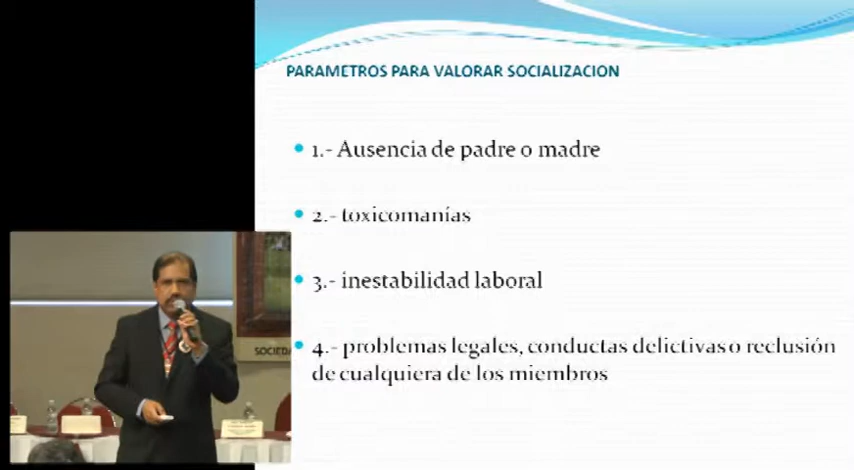 PARAMETROS PARA VALORAR SOCIALIZACION
1.- Ausencia de padre o madre
2.- toxicomanías
3.- inestabilidad laboral
4.- problemas legales, conductas delictivas o reclusión
de cualquiera de los miembros